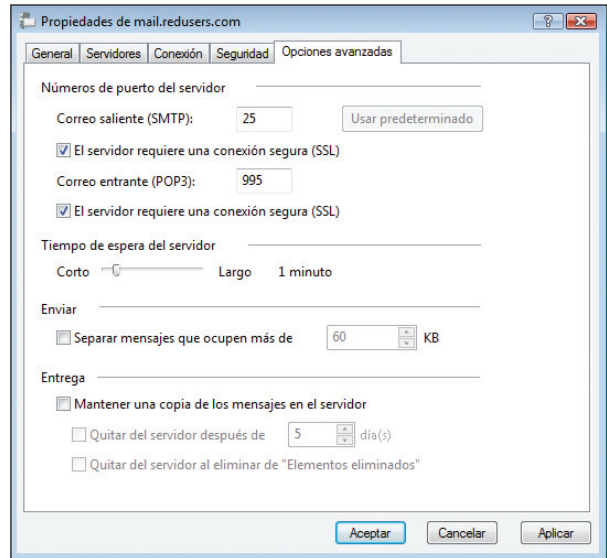 Propiedades de mail.redusers.com
General Servidores Conexión Seguridad Opciones avanzadas
Números de puerto del servidor
Correo saliente (SMTP): 25 Usar predeterminado
El servidor requiere una conexión segura (SSL)
Correo entrante (POP3): 995
El servidor requiere una conexión segura (SSL)
Tiempo de espera del servidor
Corto Largo 1 minuto
Enviar
Separar mensajes que ocupen más de 60 KB
Entrega
Mantener una copia de los mensajes en el servidor
Quitar del servidor después de 5 día(s)
Quitar del servidor al eliminar de "Elementos eliminados"
Aceptar Cancelar Aplicar